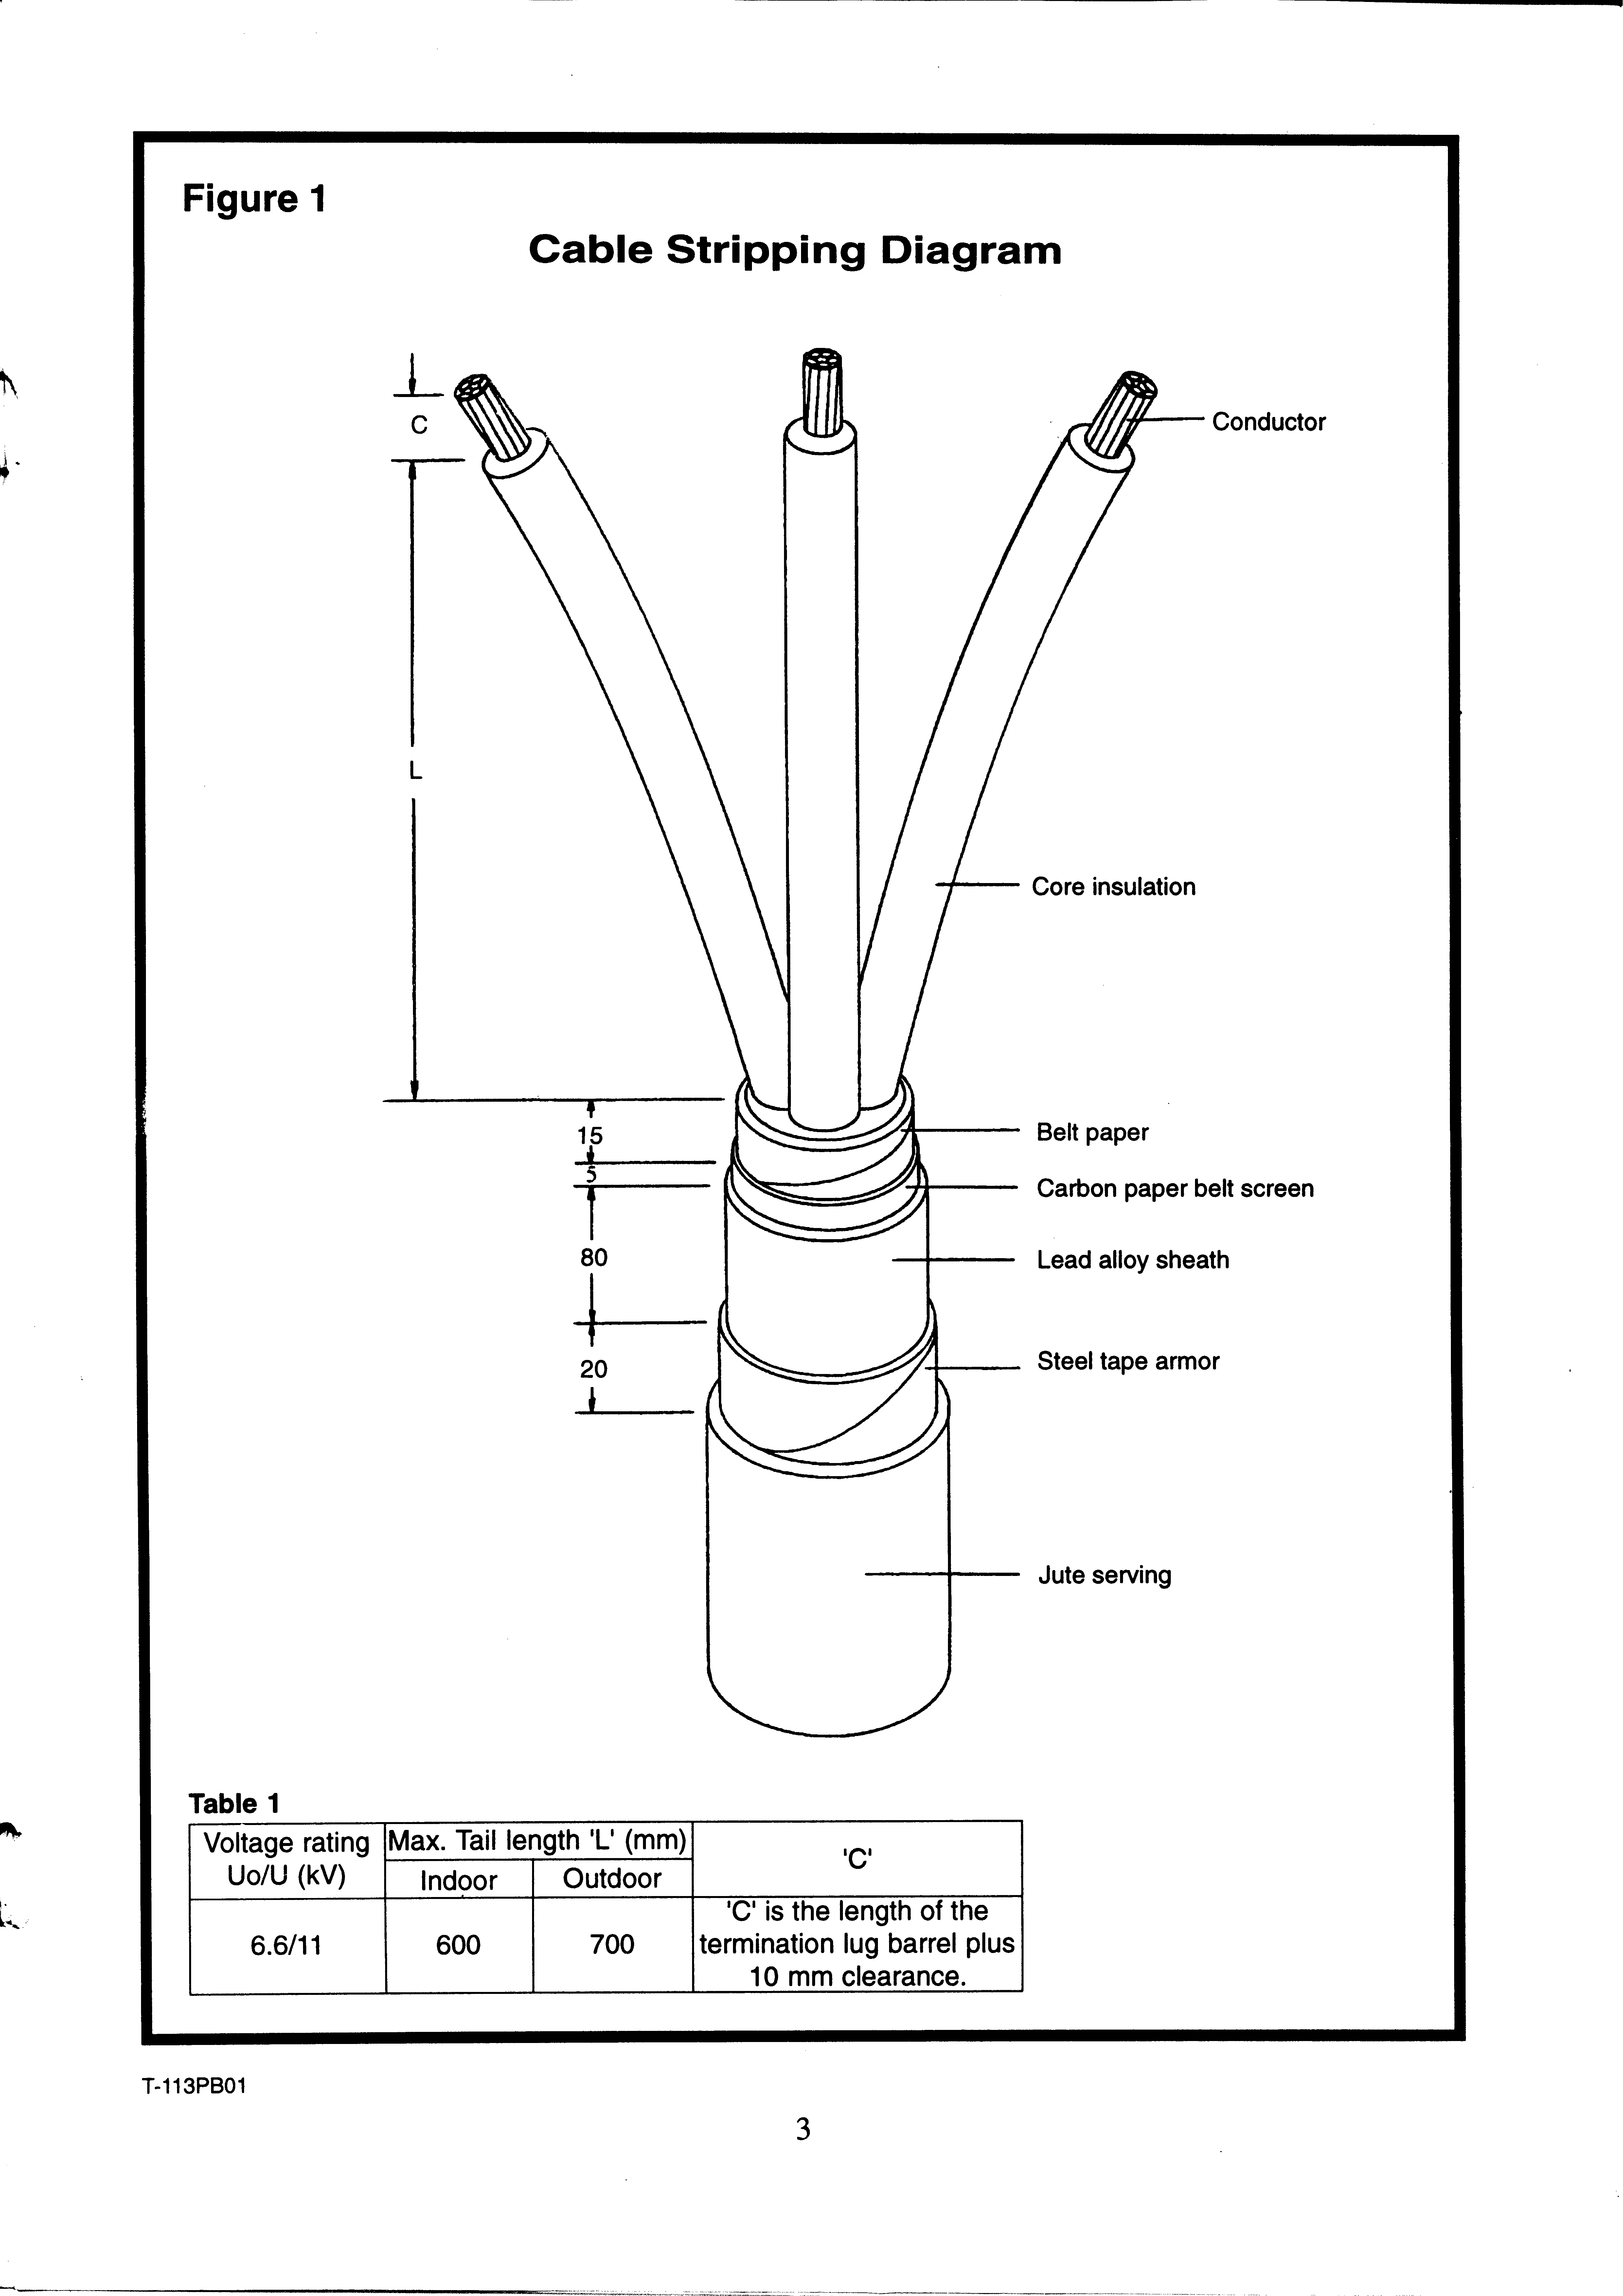 Figure 1
Cable Stripping Diagram
C
Conductor
L
Core insulation
15
Belt paper
5
Carbon paper belt screen
80
Lead alloy sheath
20
Steel tape armor
Jute serving
Table 1
Voltage rating
Uo/U (kV)
Max. Tail length 'L' (mm)
Indoor
Outdoor
'C'
6.6/11
600
700
'C' is the length of the
termination lug barrel plus
10 mm clearance.
T-113PB01
3